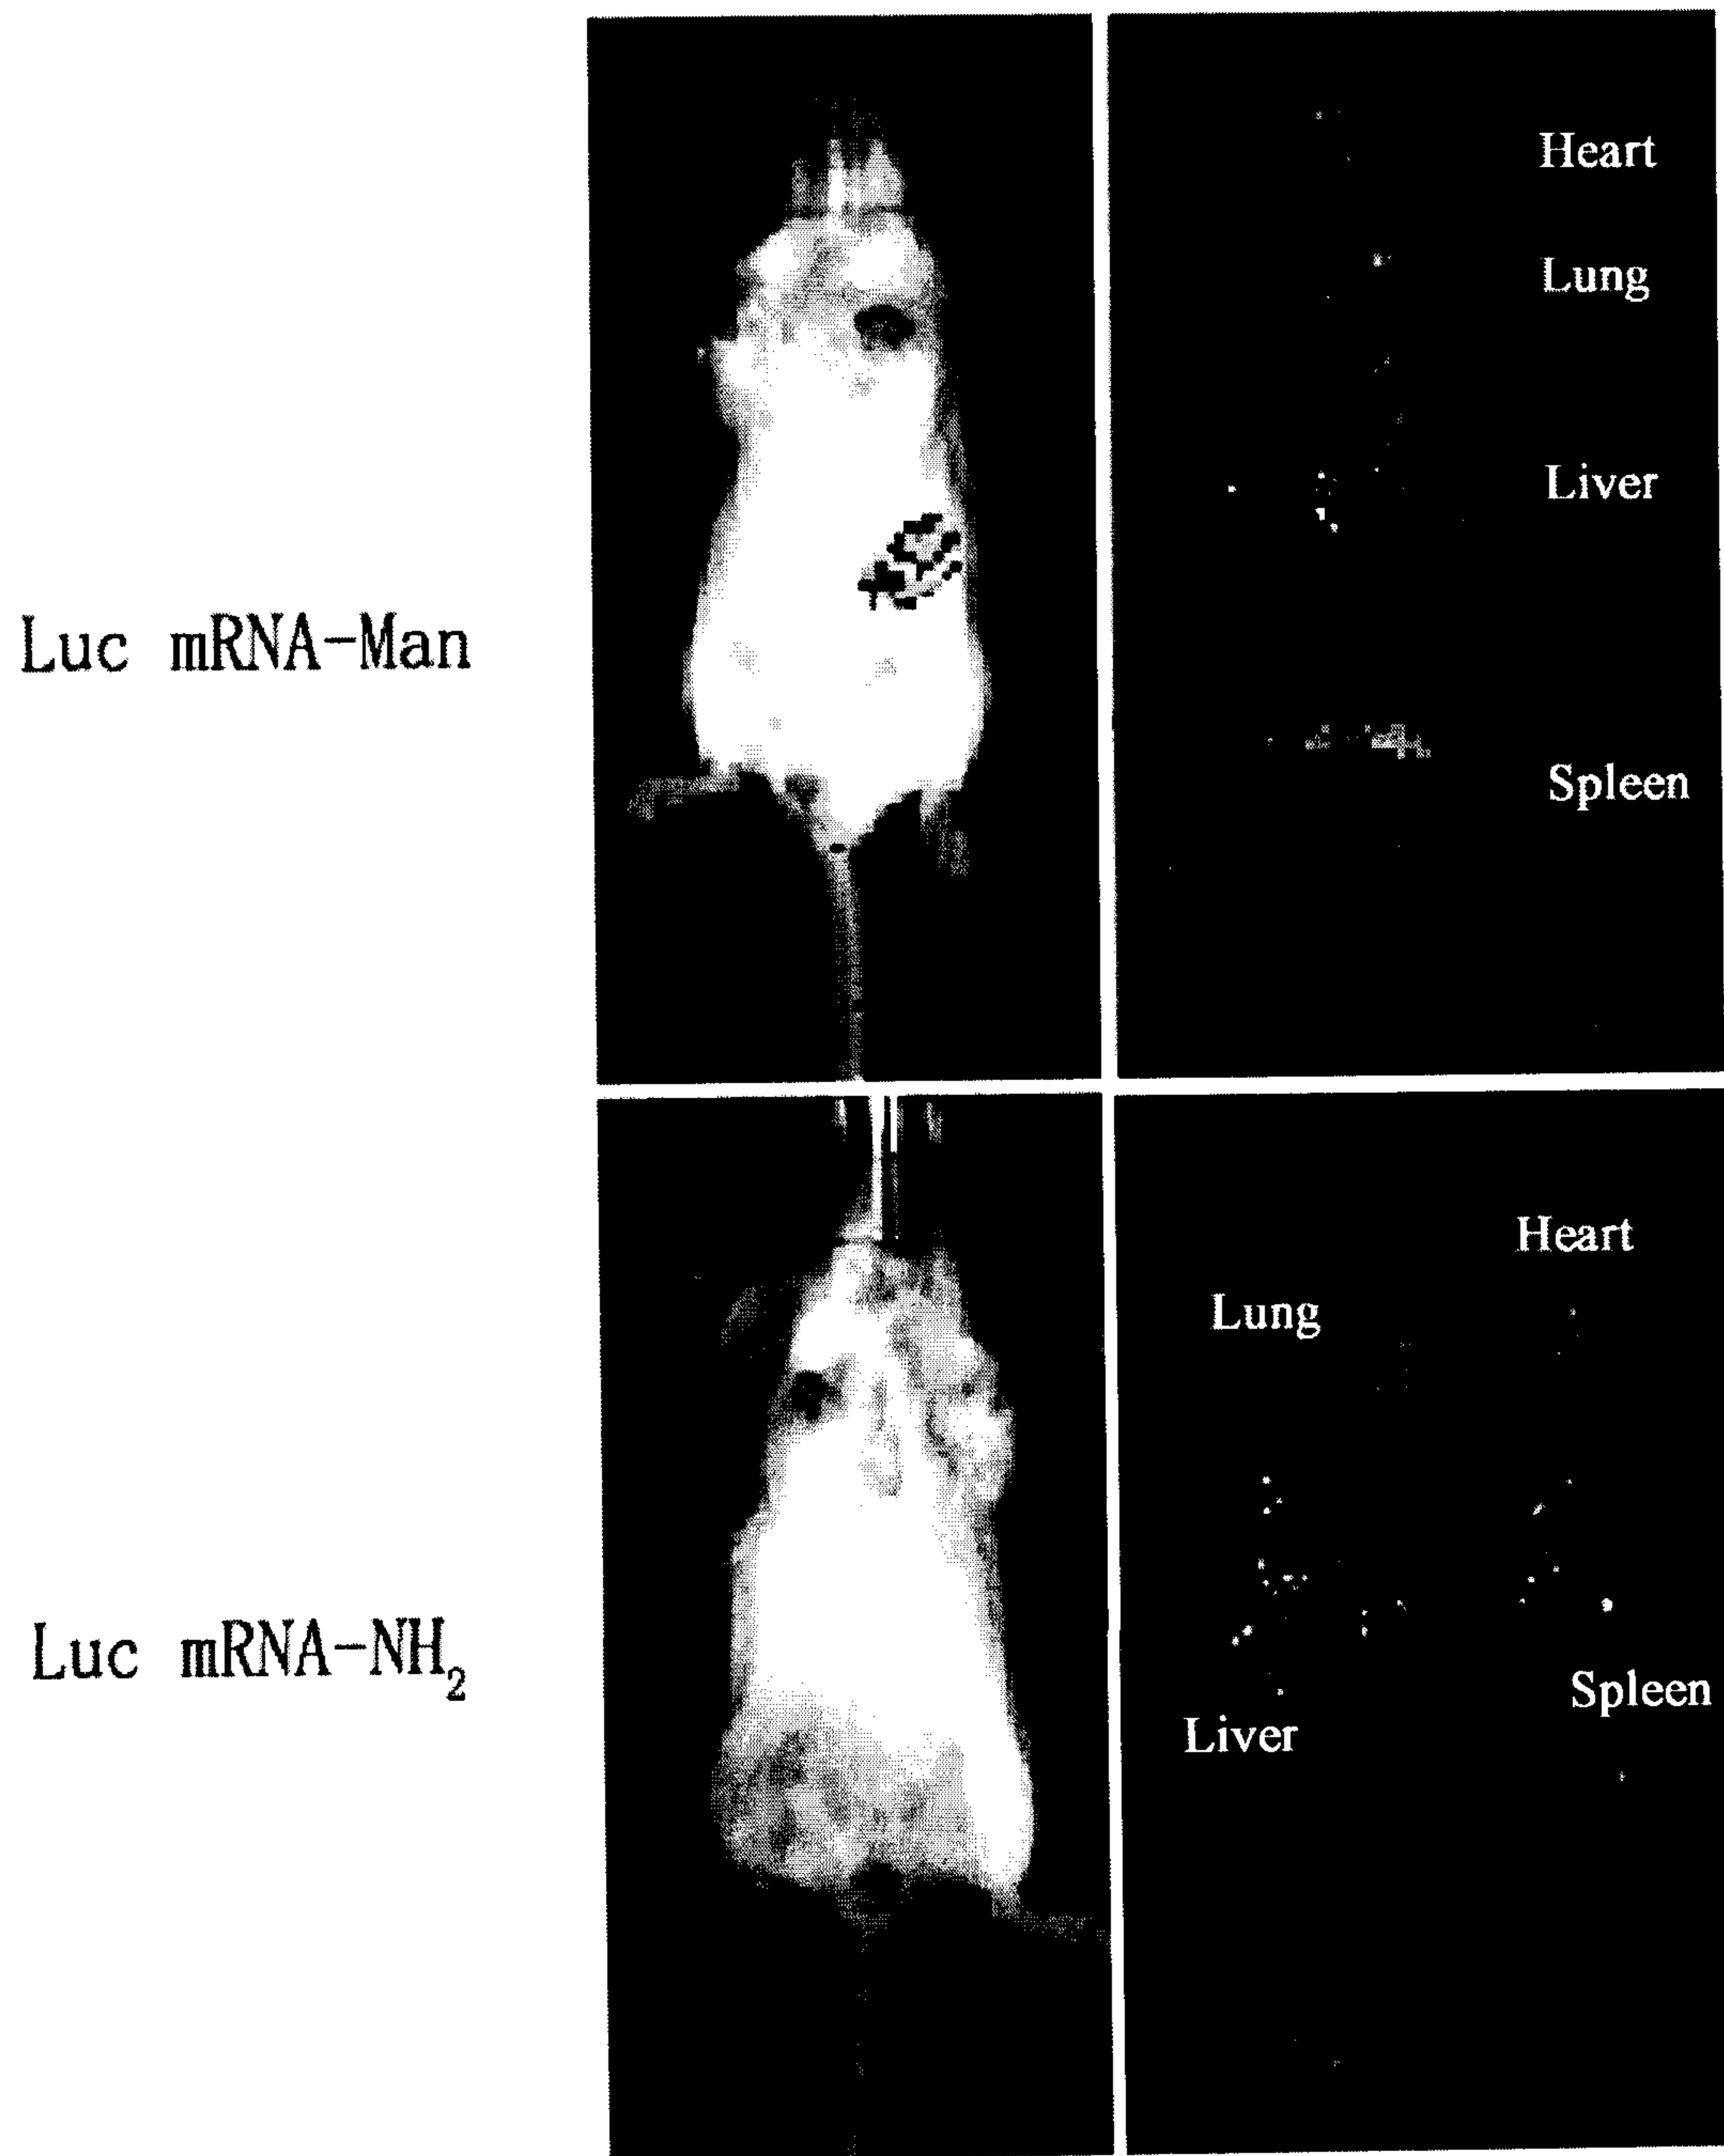 Heart
Lung
Liver
Luc mRNA-Man
Spleen
Heart
Lung
Luc mRNA-NH₂
Spleen
Liver